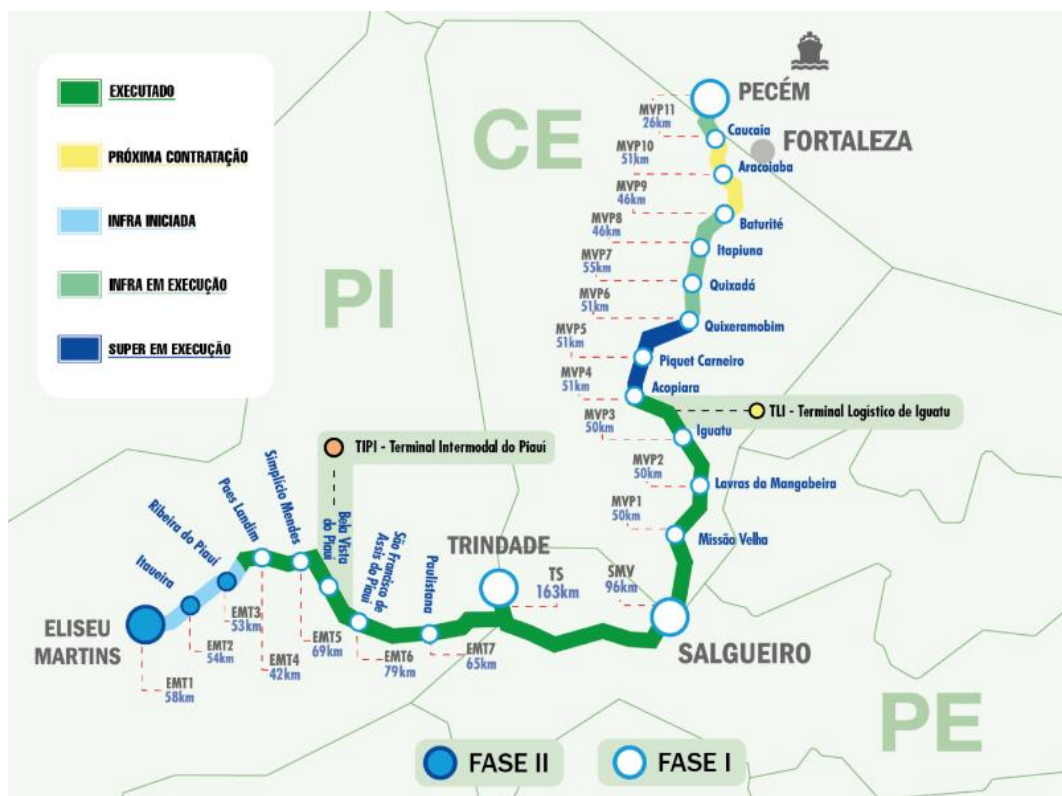 EXECUTADO
PRÓXIMA CONTRATAÇÃO
INFRA INICIADA
INFRA EM EXECUÇÃO
SUPER EM EXECUÇÃO
CE
PI
PE
PECÉM
FORTALEZA
MVP11
26km
Caucaia
MVP10
51km
Aracoiaba
MVP9
46km
Baturité
MVP8
46km
Itapiuna
MVP7
55km
Quixadá
MVP6
51km
Quixeramobim
MVP5
51km
Piquet Carneiro
MVP4
51km
Acopiara
TLI - Terminal Logístico de Iguatu
MVP3
50km
Iguatu
MVP2
50km
Lavras da Mangabeira
MVP1
50km
Missão Velha
TIPI - Terminal Intermodal do Piauí
Itaueira
Ribeira do Piauí
Paes Landim
Simplício Mendes
Bela Vista
do Piauí
São Francisco de
Assis do Piauí
Paulistana
TRINDADE
TS
163km
SMV
96km
SALGUEIRO
ELISEU
MARTINS
EMT1
58km
EMT2
54km
EMT3
53km
EMT4
42km
EMT5
69km
EMT6
79km
EMT7
65km
FASE II
FASE I